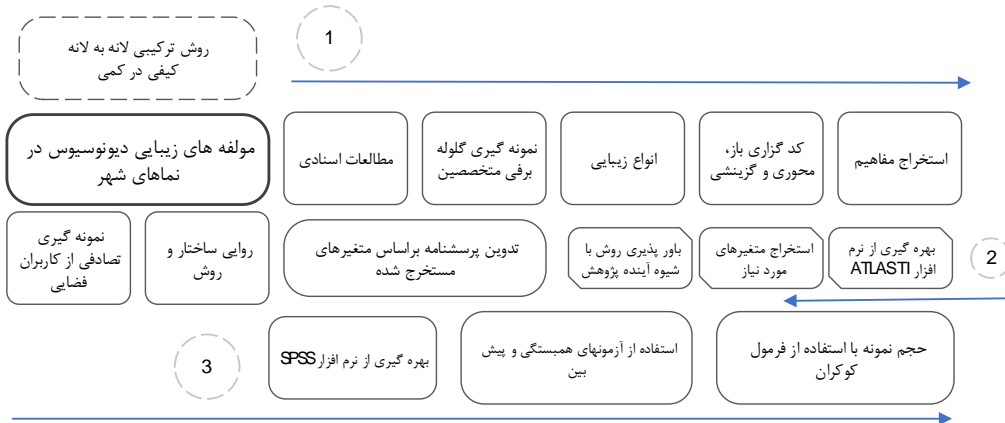 روش ترکیبی لانه به لانه
کیفی در کمی
1
مولفه های زیبایی دیونوسیوس در
نماهای شهر
مطالعات اسنادی
نمونه گیری گلوله
برفی متخصصین
انواع زیبایی
کد گزاری باز،
محوری و گزینشی
استخراج مفاهیم
2
بهره گیری از نرم
افزار ATLASTI
استخراج متغیرهای
مورد نیاز
باور پذیری روش با
شیوه آینده پژوهش
تدوین پرسشنامه براساس متغیرهای
مستخرج شده
روایی ساختار و
روش
نمونه گیری
تصادفی از کاربران
فضایی
3
بهره گیری از نرم افزار SPSS
استفاده از آزمونهای همبستگی و پیش
بین
حجم نمونه با استفاده از فرمول
کوکران